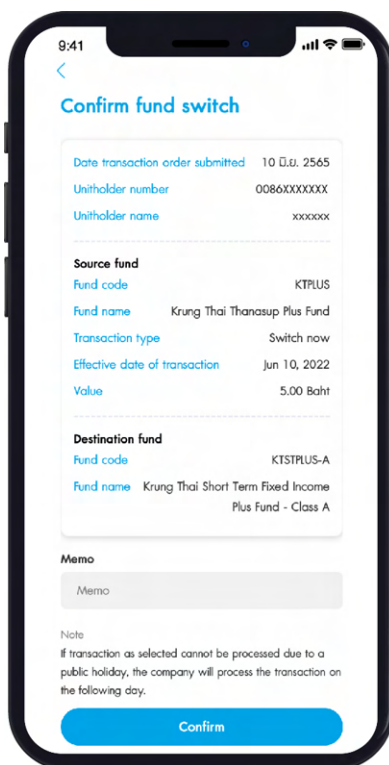 9:41
Confirm fund switch
Date transaction order submitted 10 มิ.ย. 2565
Unitholder number 0086XXXXXXX
Unitholder name xxxxxx
Source fund
Fund code KTPLUS
Fund name Krung Thai Thanasup Plus Fund
Transaction type Switch now
Effective date of transaction Jun 10, 2022
Value 5.00 Baht
Destination fund
Fund code KTSTPLUS-A
Fund name Krung Thai Short Term Fixed Income
Plus Fund - Class A
Memo
Memo
Note
If transaction as selected cannot be processed due to a
public holiday, the company will process the transaction on
the following day.
Confirm